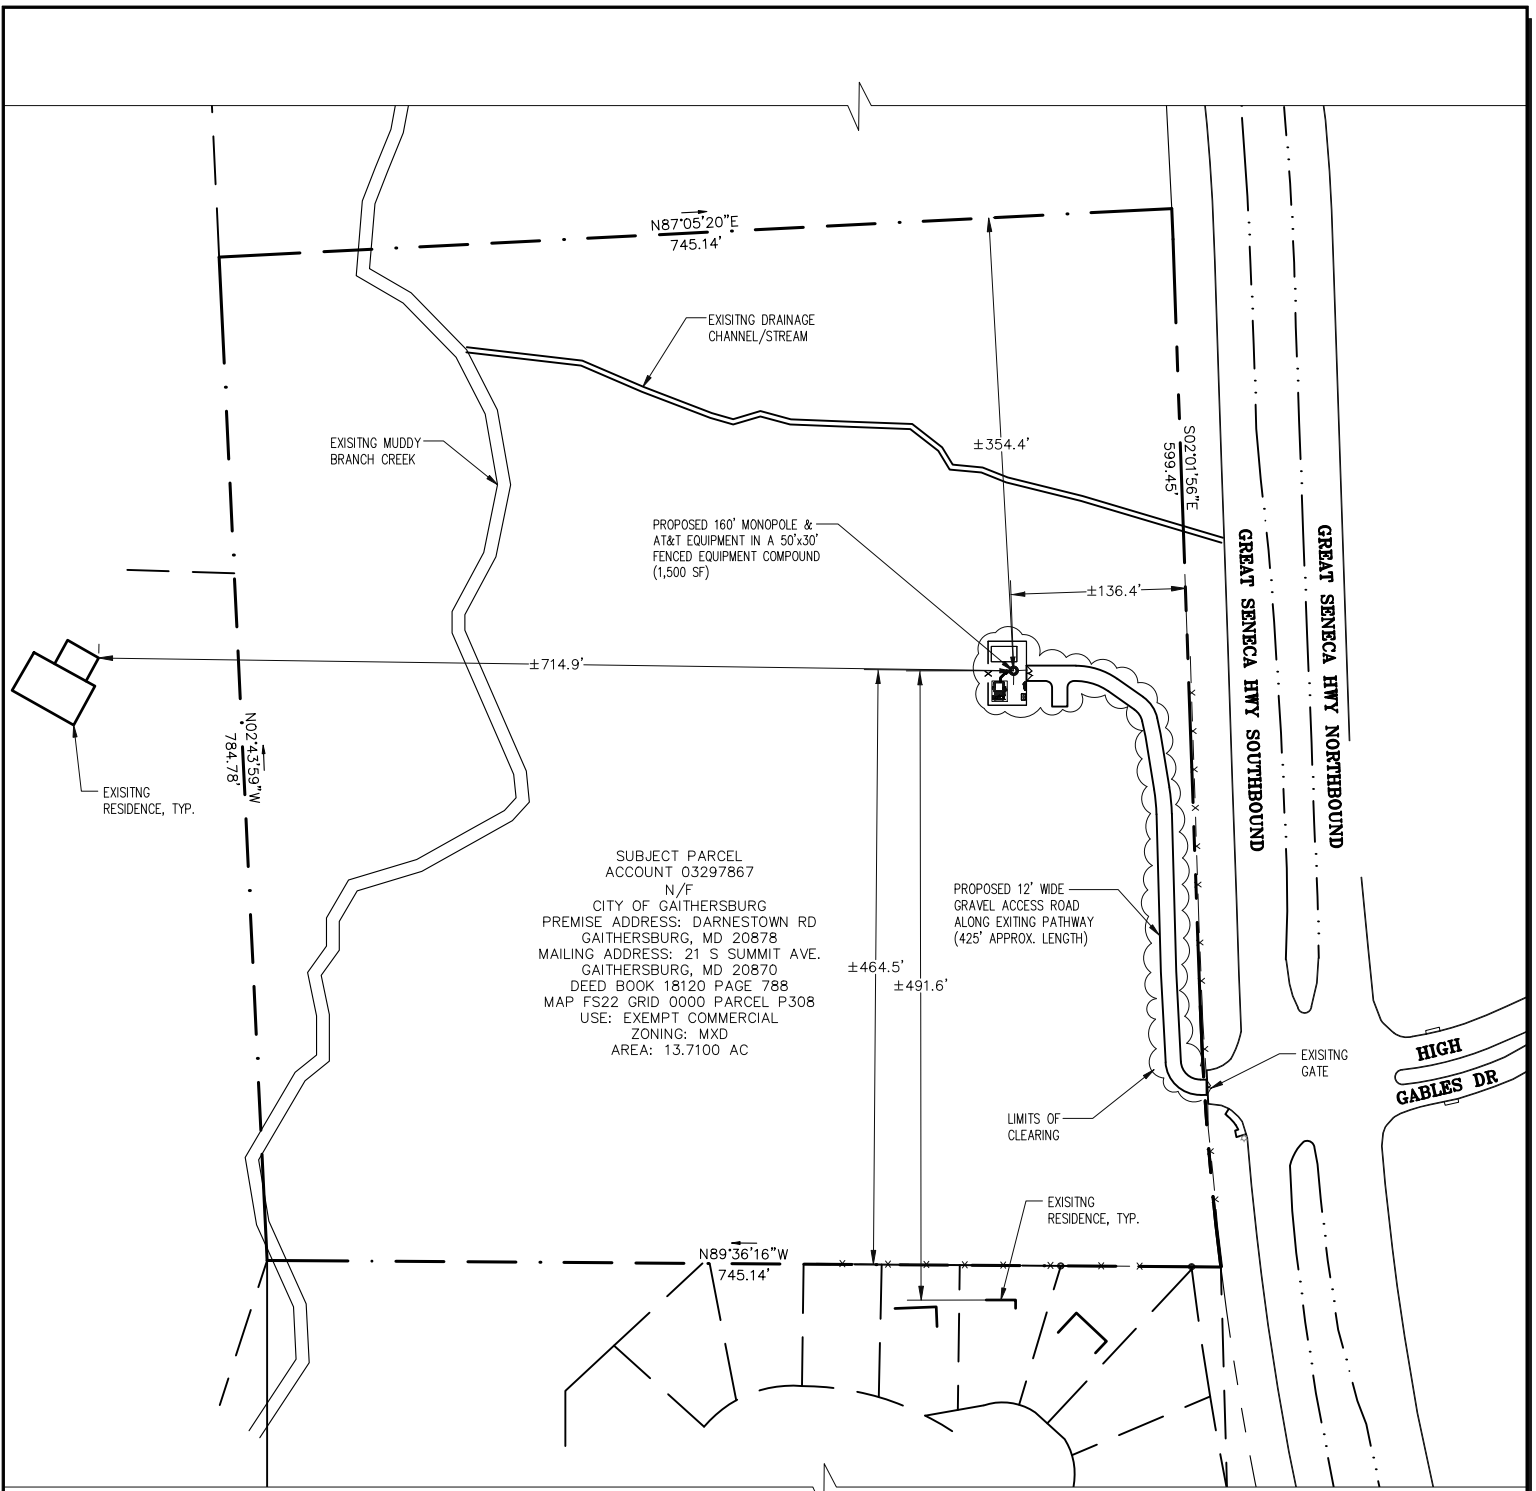 N87°05'20"E
745.14'
EXISITNG DRAINAGE
CHANNEL/STREAM
EXISITNG MUDDY
BRANCH CREEK
±354.4'
S02°01'56"E
599.45'
PROPOSED 160' MONOPOLE &
AT&T EQUIPMENT IN A 50'x30'
FENCED EQUIPMENT COMPOUND
(1,500 SF)
±136.4'
GREAT SENECA HWY SOUTHBOUND
GREAT SENECA HWY NORTHBOUND
±714.9'
N02°43'59"W
784.78'
EXISITNG
RESIDENCE, TYP.
SUBJECT PARCEL
ACCOUNT 03297867
N/F
CITY OF GAITHERSBURG
PREMISE ADDRESS: DARNESTOWN RD
GAITHERSBURG, MD 20878
MAILING ADDRESS: 21 S SUMMIT AVE.
GAITHERSBURG, MD 20870
DEED BOOK 18120 PAGE 788
MAP FS22 GRID 0000 PARCEL P308
USE: EXEMPT COMMERCIAL
ZONING: MXD
AREA: 13.7100 AC
PROPOSED 12' WIDE
GRAVEL ACCESS ROAD
ALONG EXITING PATHWAY
(425' APPROX. LENGTH)
±464.5'
±491.6'
EXISITNG
GATE
HIGH
GABLES DR
LIMITS OF
CLEARING
EXISITNG
RESIDENCE, TYP.
N89°36'16"W
745.14'